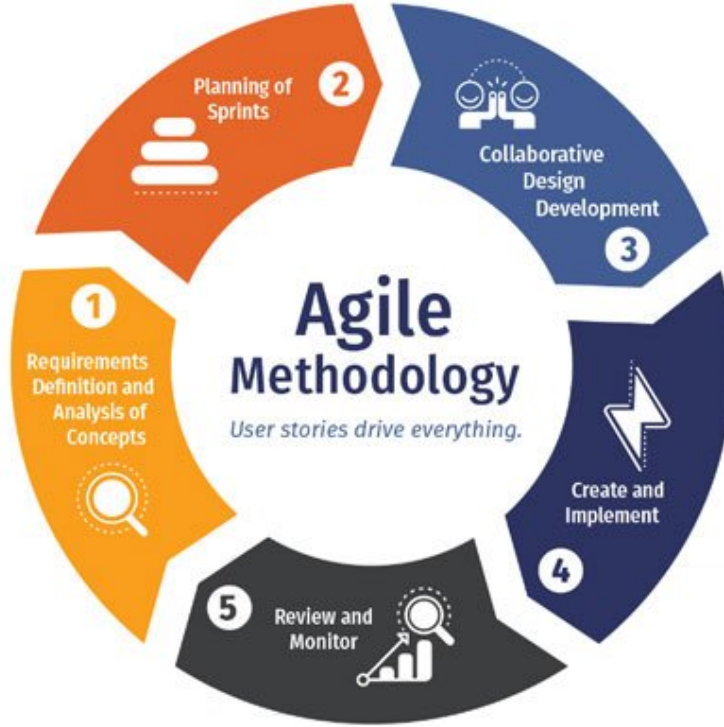 Agile
Methodology
User stories drive everything.
1
Requirements
Definition and
Analysis of
Concepts
2
Planning of
Sprints
3
Collaborative
Design
Development
4
Create and
Implement
5
Review and
Monitor